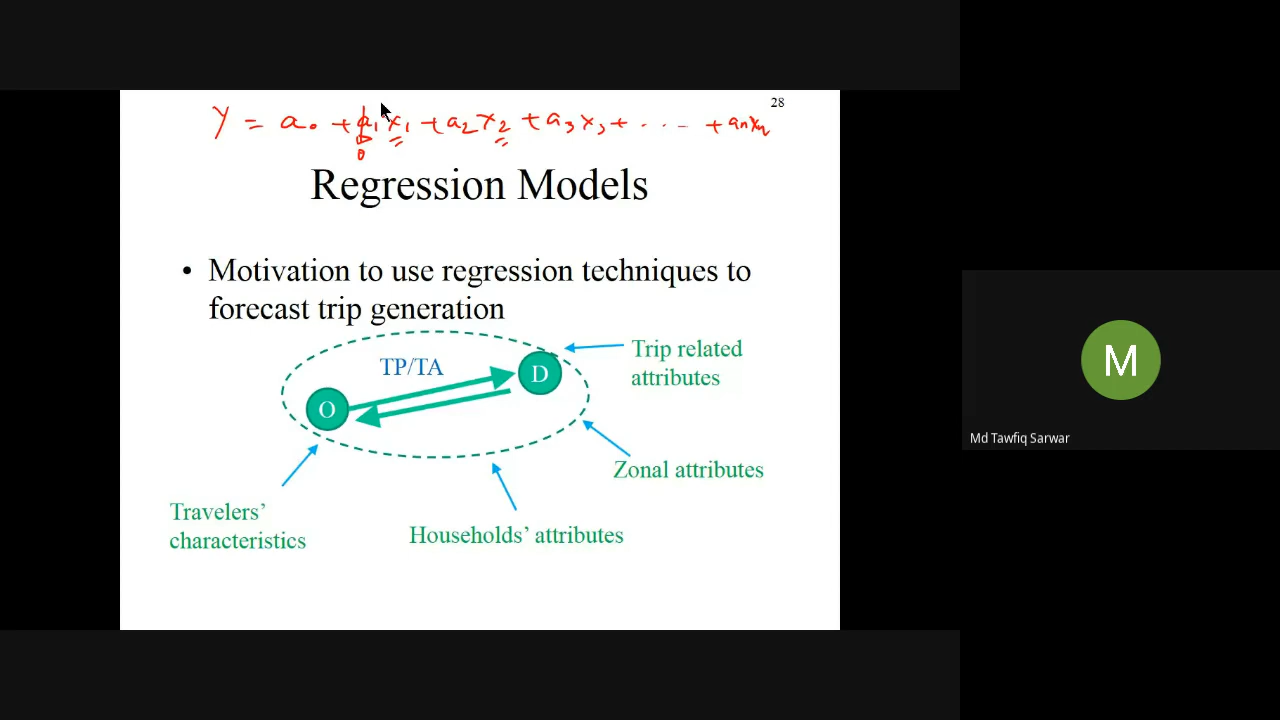 28
Y = a₀ + a₁x₁ + a₂x₂ + a₃x₃ + ... + aₙxₙ
0
Regression Models
• Motivation to use regression techniques to
forecast trip generation
TP/TA
O
D
Trip related
attributes
Zonal attributes
Travelers’
characteristics
Households’ attributes
M
Md Tawfiq Sarwar